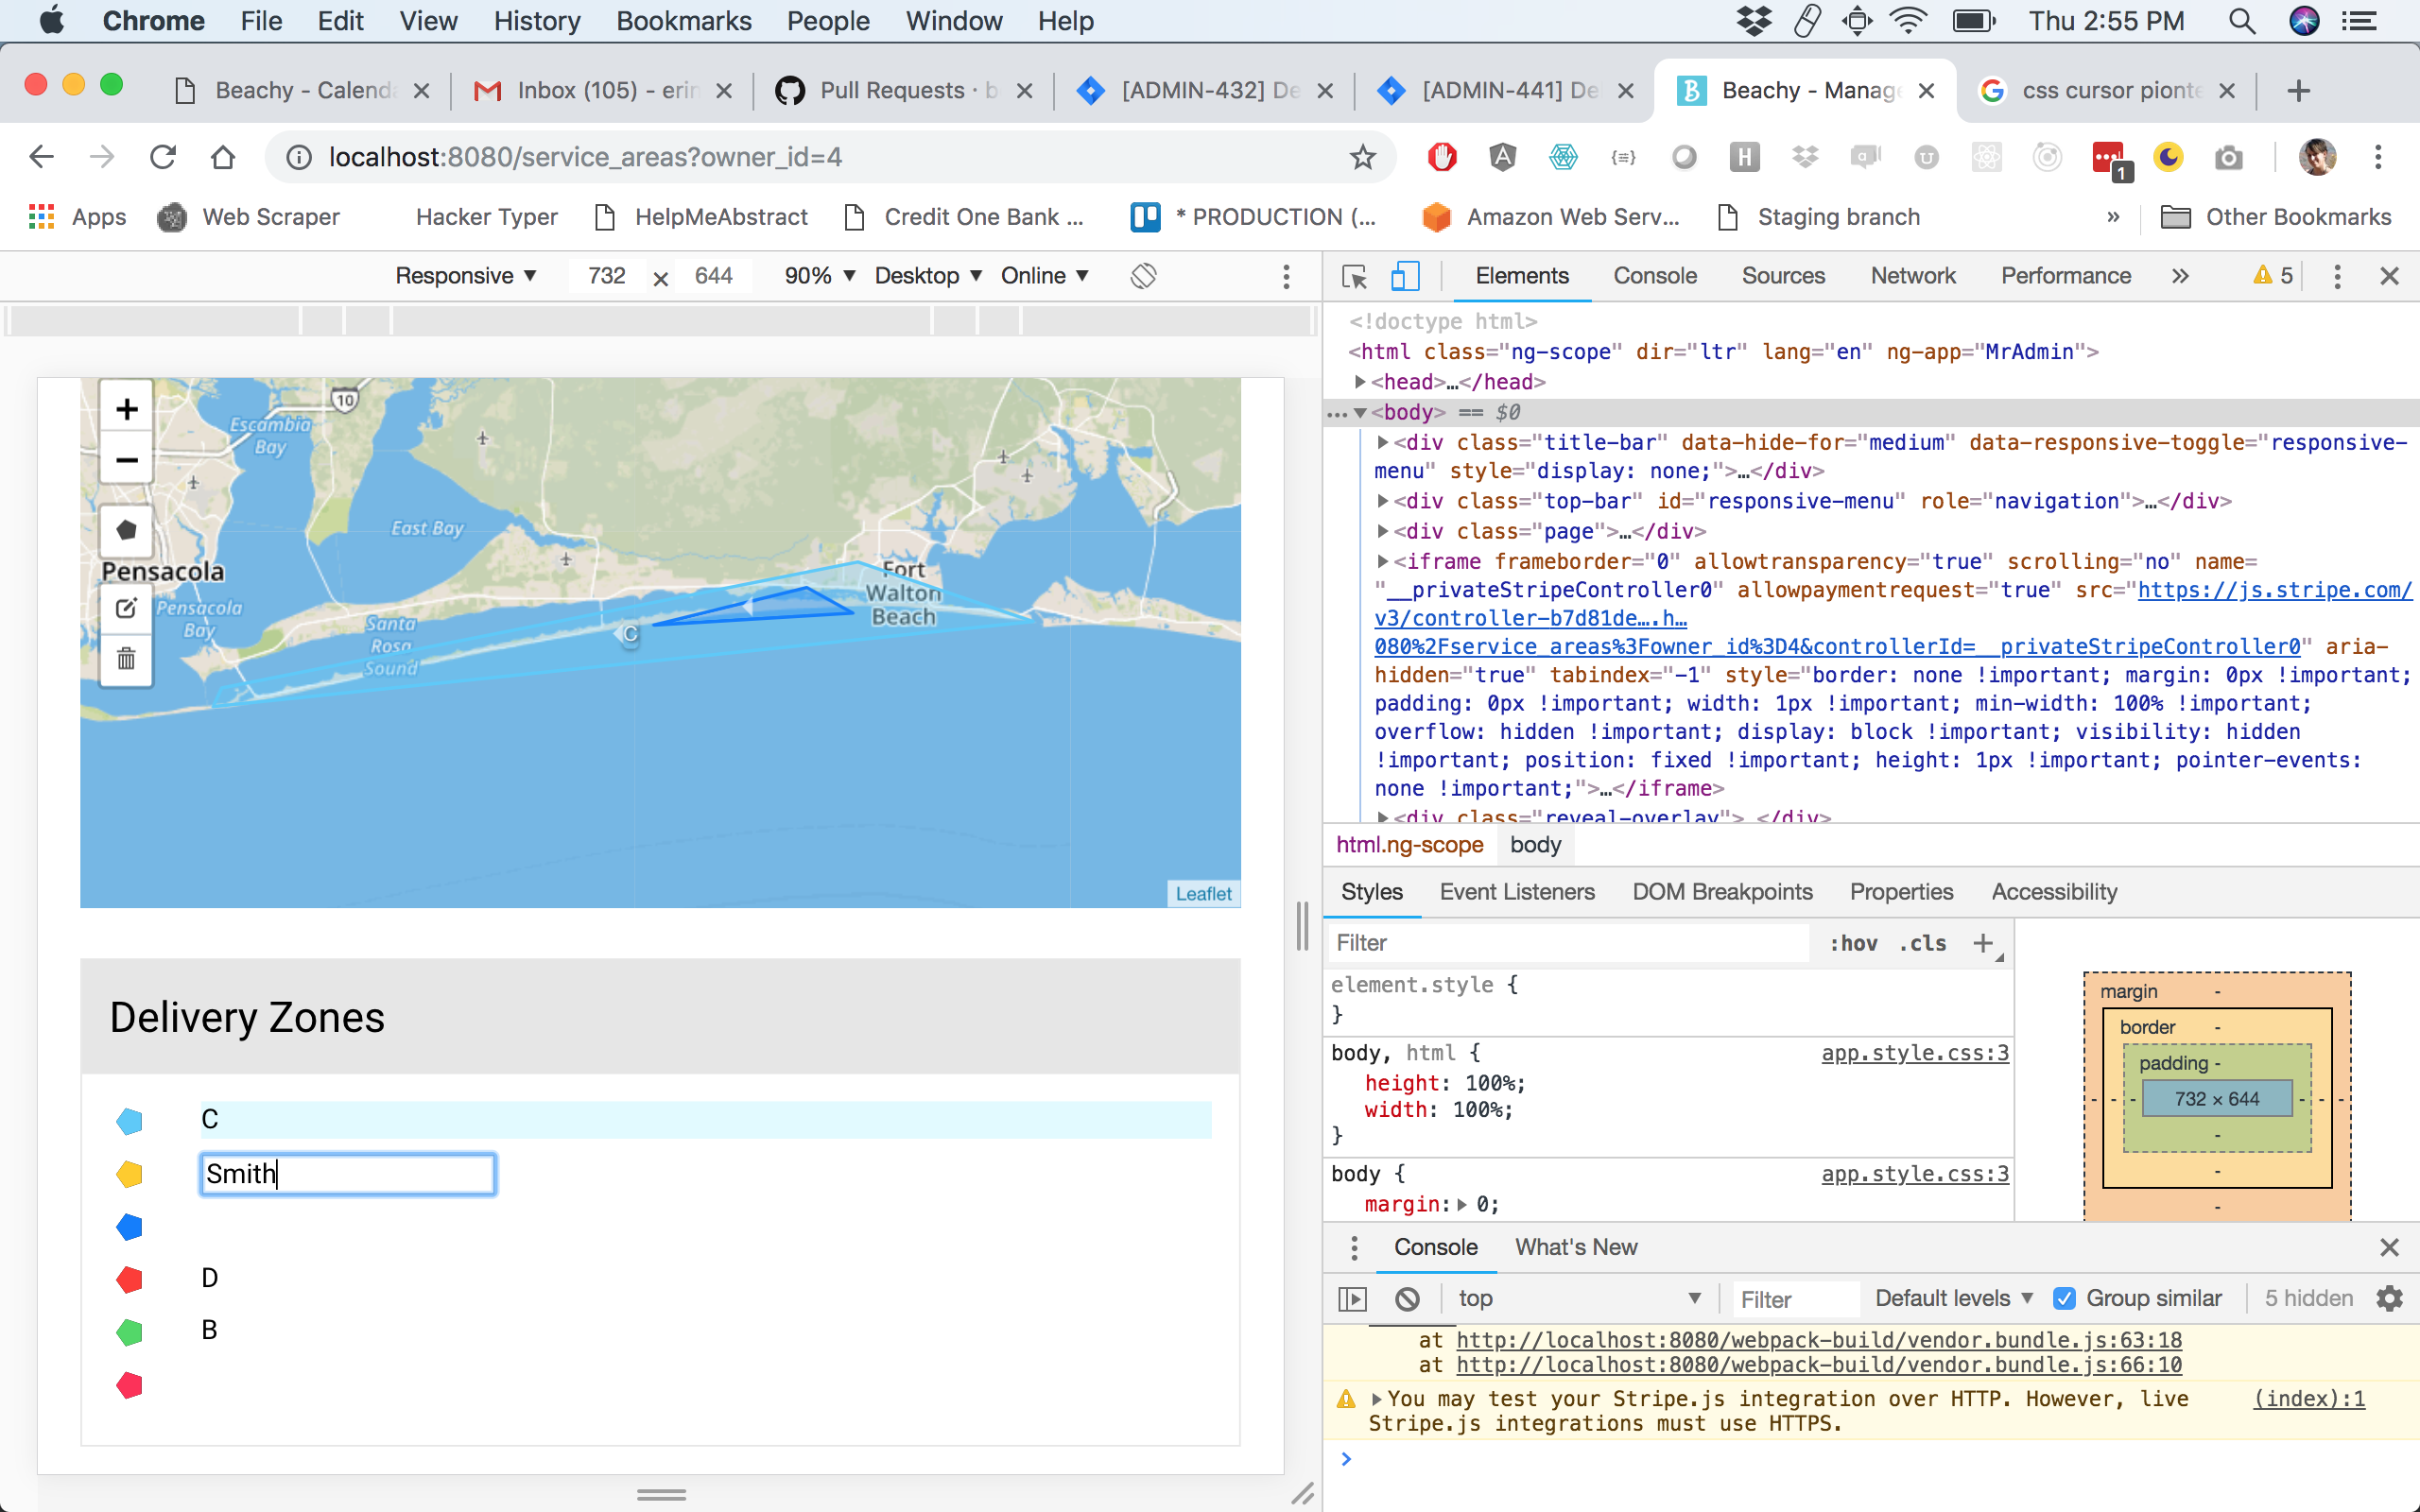 Chrome File Edit View History Bookmarks People Window Help Thu 2:55 PM
Beachy - Calenda Inbox (105) - erin Pull Requests · b [ADMIN-432] De [ADMIN-441] De Beachy - Manage css cursor piont
localhost:8080/service_areas?owner_id=4
1
Apps Web Scraper Hacker Typer HelpMeAbstract Credit One Bank ... * PRODUCTION (... Amazon Web Serv... Staging branch » Other Bookmarks
Responsive ▼ 732 × 644 90% ▼ Desktop ▼ Online ▼
+
−
10
Escambia
Bay
East Bay
Pensacola
Pensacola
Bay
Santa
Rosa
Sound
Fort
Walton
Beach
C
Leaflet
Delivery Zones
C
Smith
D
B
Elements Console Sources Network Performance » 5
<!doctype html>
<html class="ng-scope" dir="ltr" lang="en" ng-app="MrAdmin">
▶<head>…</head>
… ▼<body> == $0
▶<div class="title-bar" data-hide-for="medium" data-responsive-toggle="responsive-
menu" style="display: none;">…</div>
▶<div class="top-bar" id="responsive-menu" role="navigation">…</div>
▶<div class="page">…</div>
▶<iframe frameborder="0" allowtransparency="true" scrolling="no" name=
"__privateStripeController0" allowpaymentrequest="true" src="https://js.stripe.com/
v3/controller-b7d81de….h…
080%2Fservice_areas%3Fowner_id%3D4&controllerId=__privateStripeController0" aria-
hidden="true" tabindex="-1" style="border: none !important; margin: 0px !important;
padding: 0px !important; width: 1px !important; min-width: 100% !important;
overflow: hidden !important; display: block !important; visibility: hidden
!important; position: fixed !important; height: 1px !important; pointer-events:
none !important;">…</iframe>
▶<div class="reveal-overlay"> </div>
html.ng-scope body
Styles Event Listeners DOM Breakpoints Properties Accessibility
Filter :hov .cls +
element.style {
}
body, html { app.style.css:3
height: 100%;
width: 100%;
}
body { app.style.css:3
margin:▶ 0;
margin -
border -
padding -
- - - 732 × 644 - - -
-
-
-
Console What's New
top ▼ Filter Default levels ▼ Group similar 5 hidden
at http://localhost:8080/webpack-build/vendor.bundle.js:63:18
at http://localhost:8080/webpack-build/vendor.bundle.js:66:10
▶You may test your Stripe.js integration over HTTP. However, live (index):1
Stripe.js integrations must use HTTPS.
>